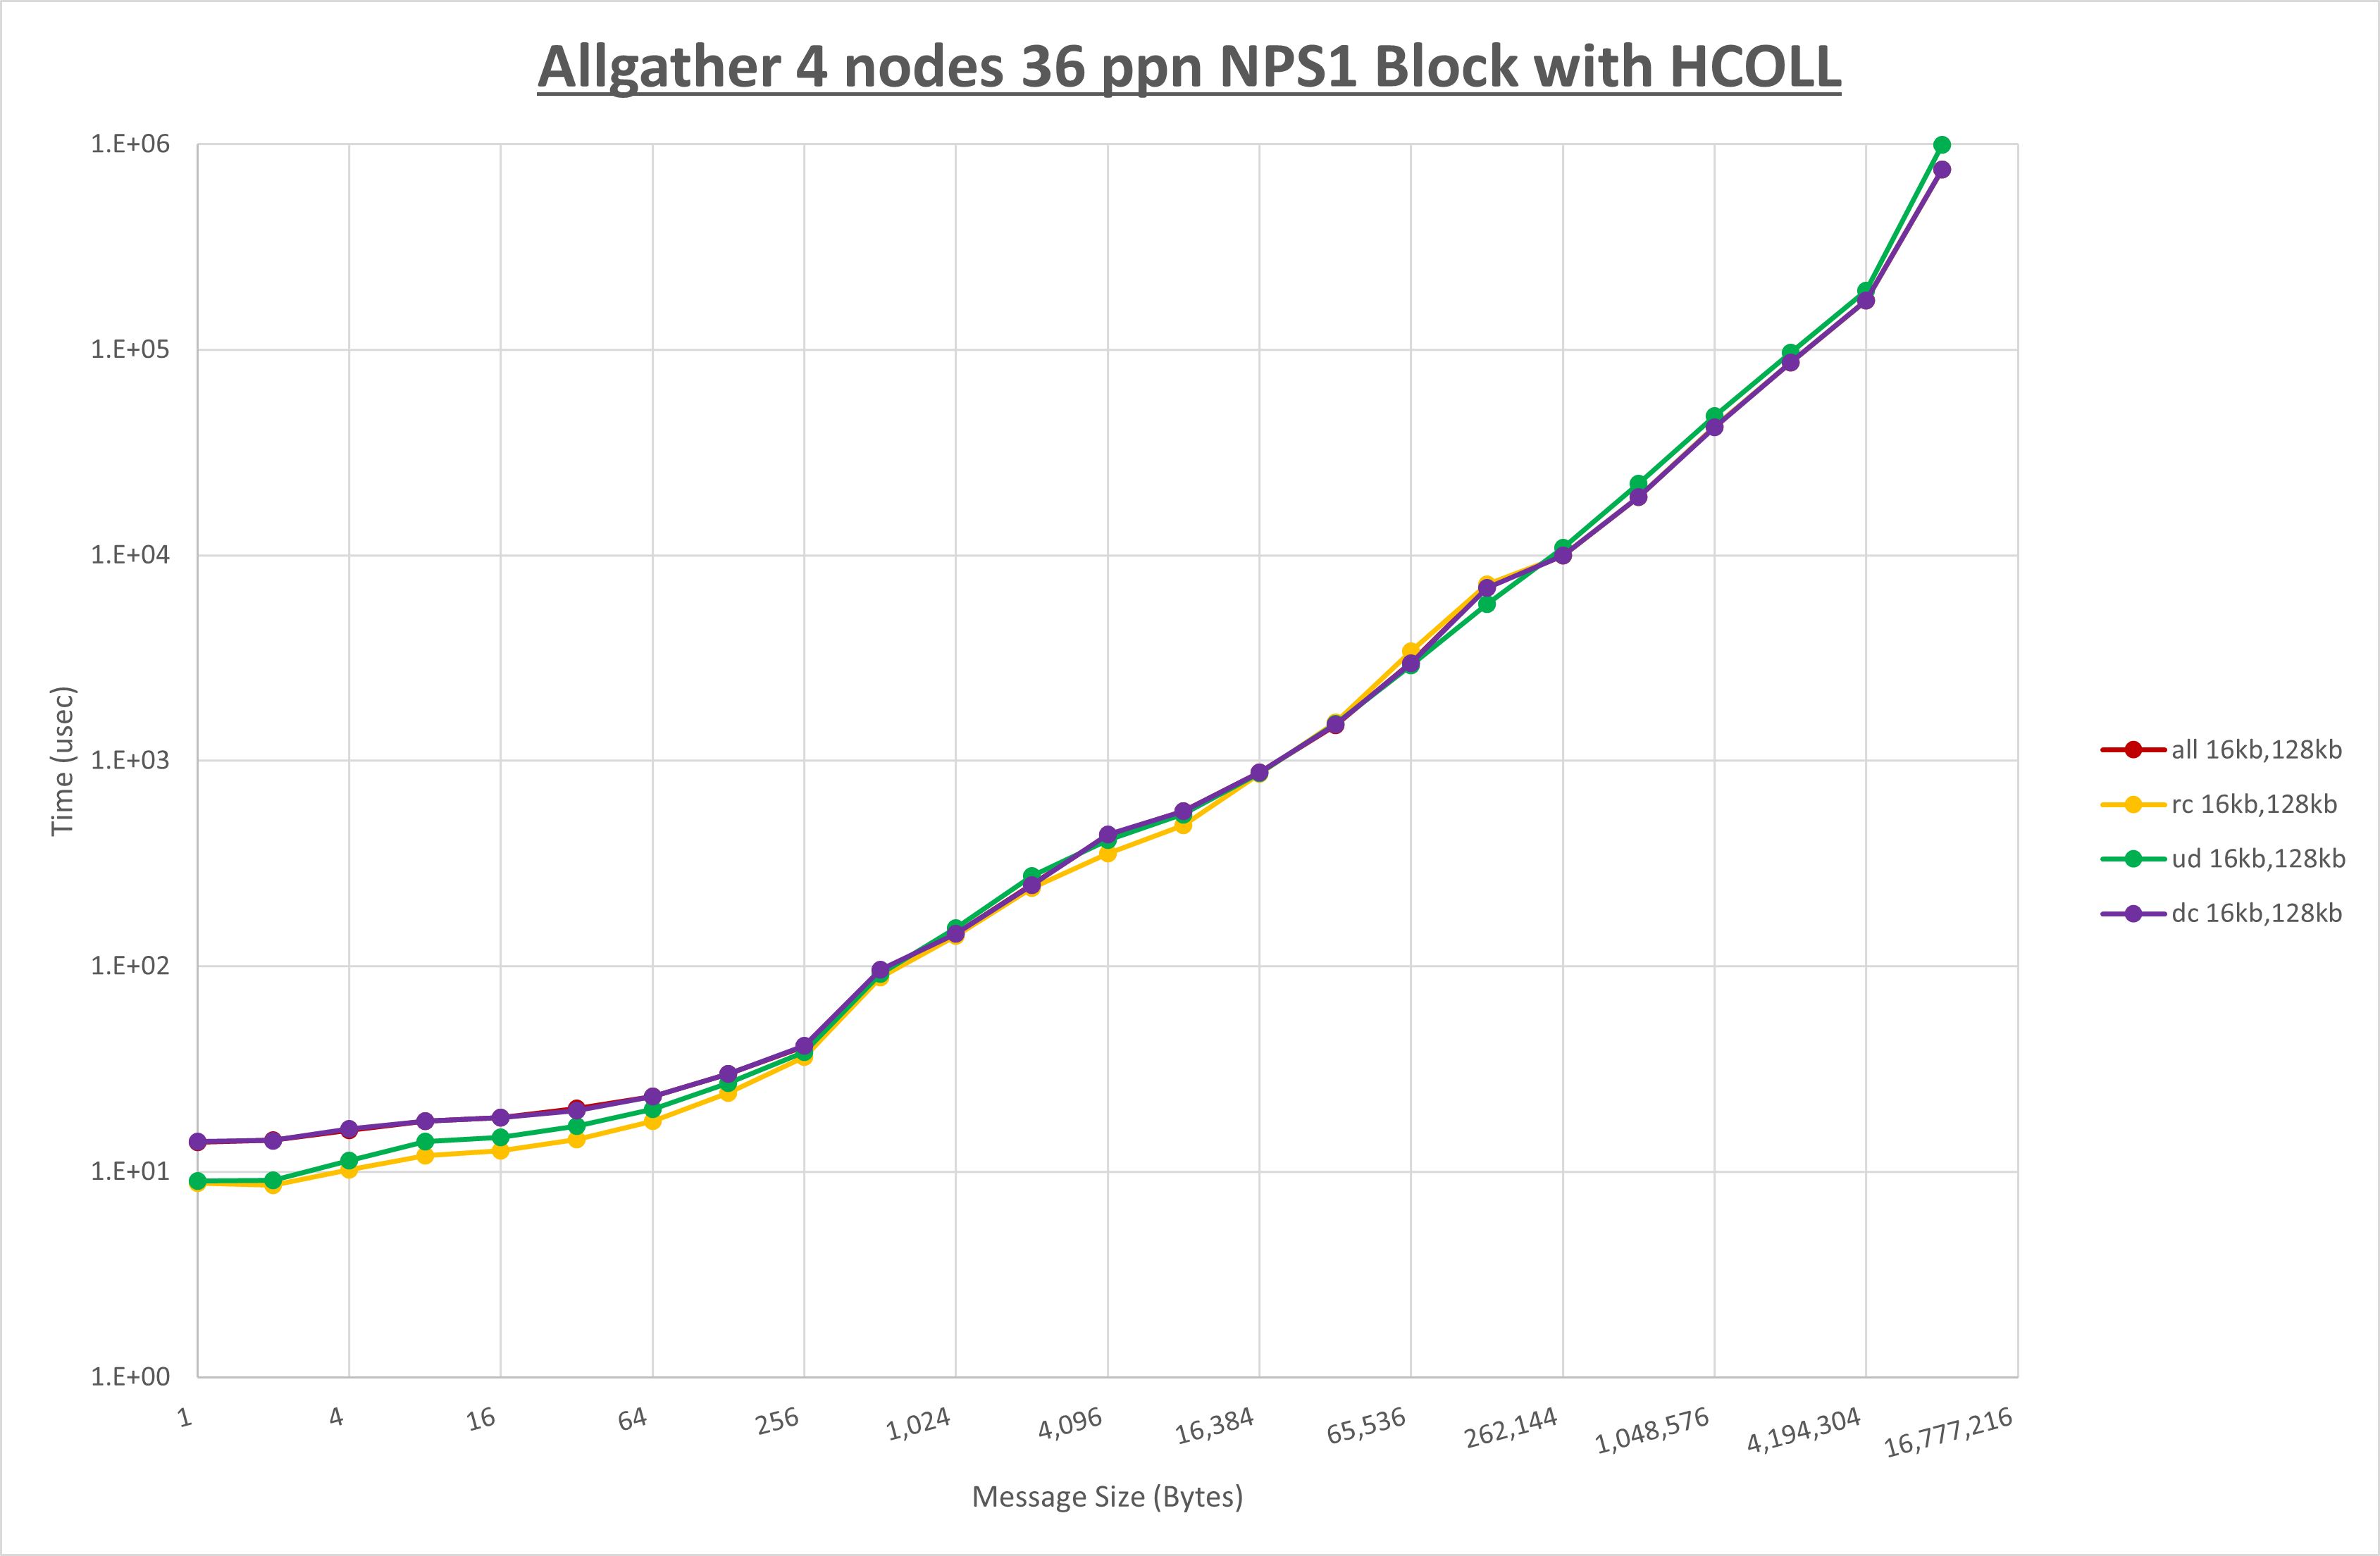 Allgather 4 nodes 36 ppn NPS1 Block with HCOLL
1.E+06
1.E+05
1.E+04
1.E+03
1.E+02
1.E+01
1.E+00
Time (usec)
1
4
16
64
256
1,024
4,096
16,384
65,536
262,144
1,048,576
4,194,304
16,777,216
Message Size (Bytes)
all 16kb,128kb
rc 16kb,128kb
ud 16kb,128kb
dc 16kb,128kb